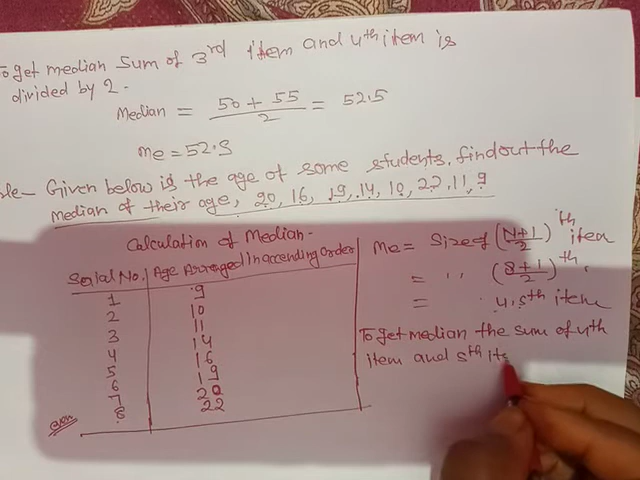 To get median Sum of 3rd item and 4th item is
divided by 2.
Median = 50 + 55 / 2 = 52.5
Me = 52.5
ple- Given below is the age of some students. find out the
median of their age, 20, 16, 19, 14, 10, 22, 11, 9
Calculation of Median-
Serial No. Age Arranged in accending order
1 9
2 10
3 11
4 14
5 16
6 19
7 20
8 22
Me = Size of (N+1/2)th item
= ,, (8+1/2)th ,
= 4.5th item
To get median the sum of 4th
item and 5th ite